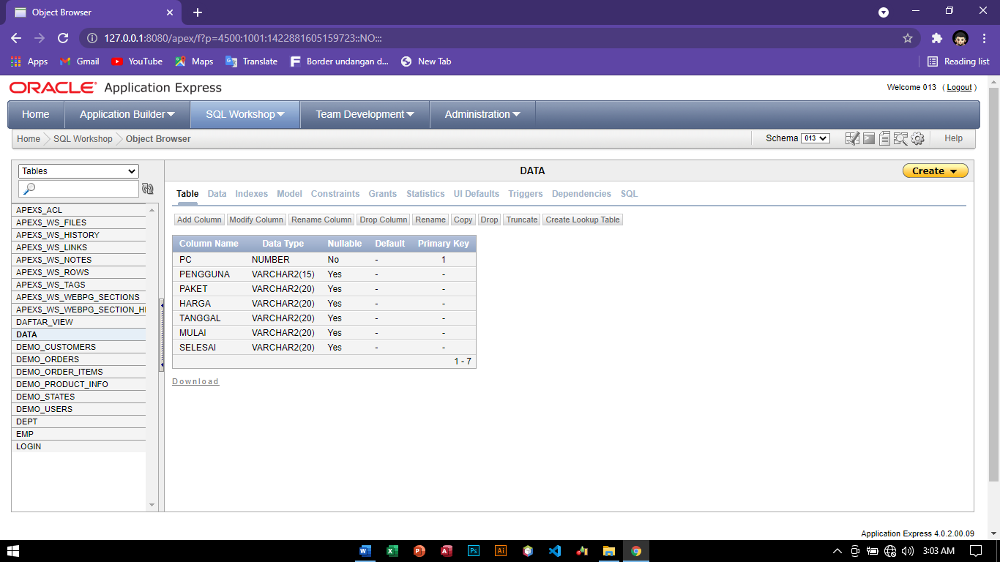 Object Browser
127.0.0.1:8080/apex/f?p=4500:1001:1422881605159723::NO:::
Apps Gmail YouTube Maps Translate Border undangan d... New Tab Reading list
ORACLE Application Express
Welcome 013 ( Logout )
Home Application Builder SQL Workshop Team Development Administration
Home SQL Workshop Object Browser Schema 013 Help
Tables
DATA
Create
Table Data Indexes Model Constraints Grants Statistics UI Defaults Triggers Dependencies SQL
Add Column Modify Column Rename Column Drop Column Rename Copy Drop Truncate Create Lookup Table
APEX$_ACL
APEX$_WS_FILES
APEX$_WS_HISTORY
APEX$_WS_LINKS
APEX$_WS_NOTES
APEX$_WS_ROWS
APEX$_WS_TAGS
APEX$_WS_WEBPG_SECTIONS
APEX$_WS_WEBPG_SECTION_HI
DAFTAR_VIEW
DATA
DEMO_CUSTOMERS
DEMO_ORDERS
DEMO_ORDER_ITEMS
DEMO_PRODUCT_INFO
DEMO_STATES
DEMO_USERS
DEPT
EMP
LOGIN
Column Name Data Type Nullable Default Primary Key
PC NUMBER No - 1
PENGGUNA VARCHAR2(15) Yes - -
PAKET VARCHAR2(20) Yes - -
HARGA VARCHAR2(20) Yes - -
TANGGAL VARCHAR2(20) Yes - -
MULAI VARCHAR2(20) Yes - -
SELESAI VARCHAR2(20) Yes - -
1 - 7
Download
Application Express 4.0.2.00.09
3:03 AM